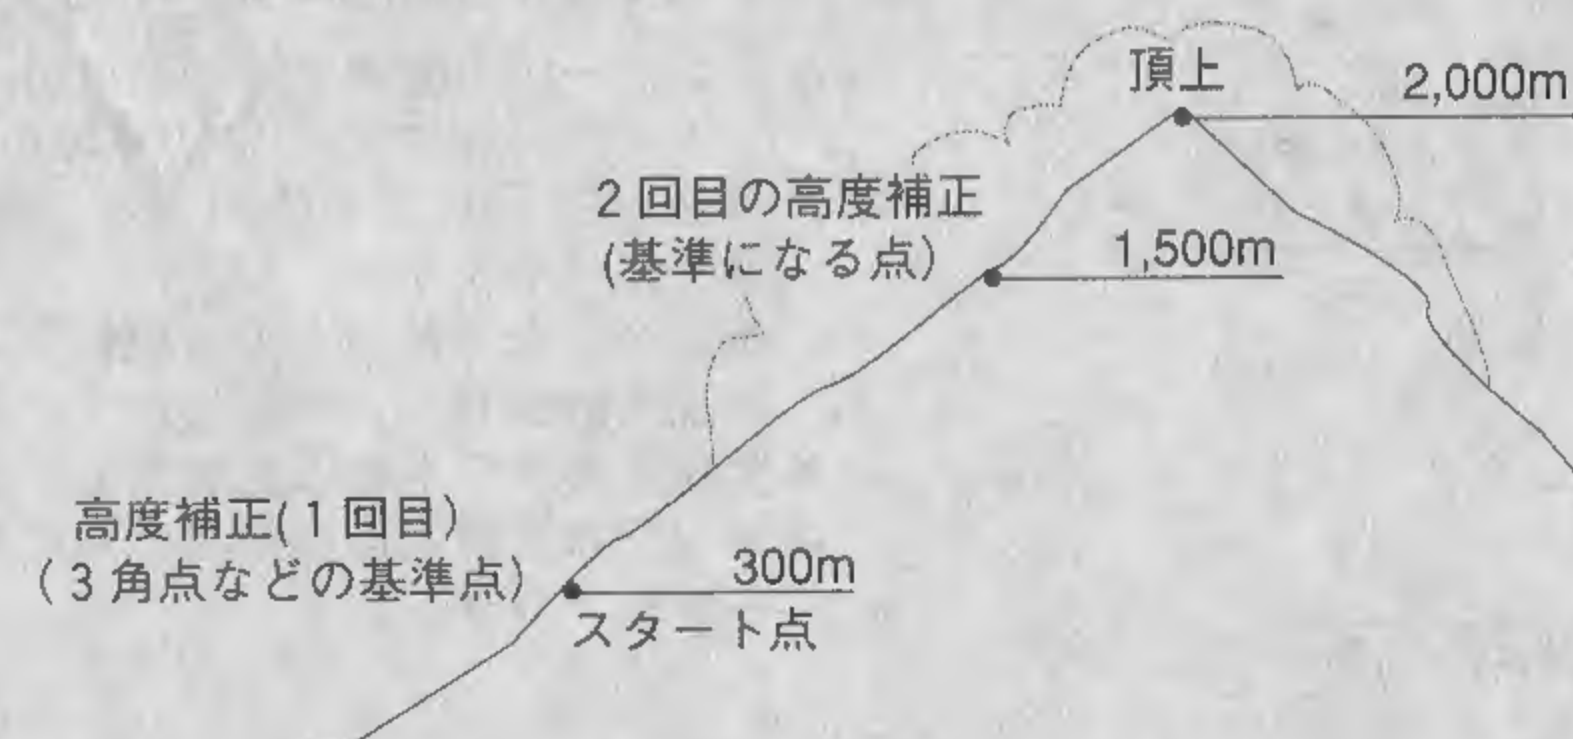 頂上
2,000m
2回目の高度補正
(基準になる点)
1,500m
高度補正(1回目)
(3角点などの基準点)
300m
スタート点